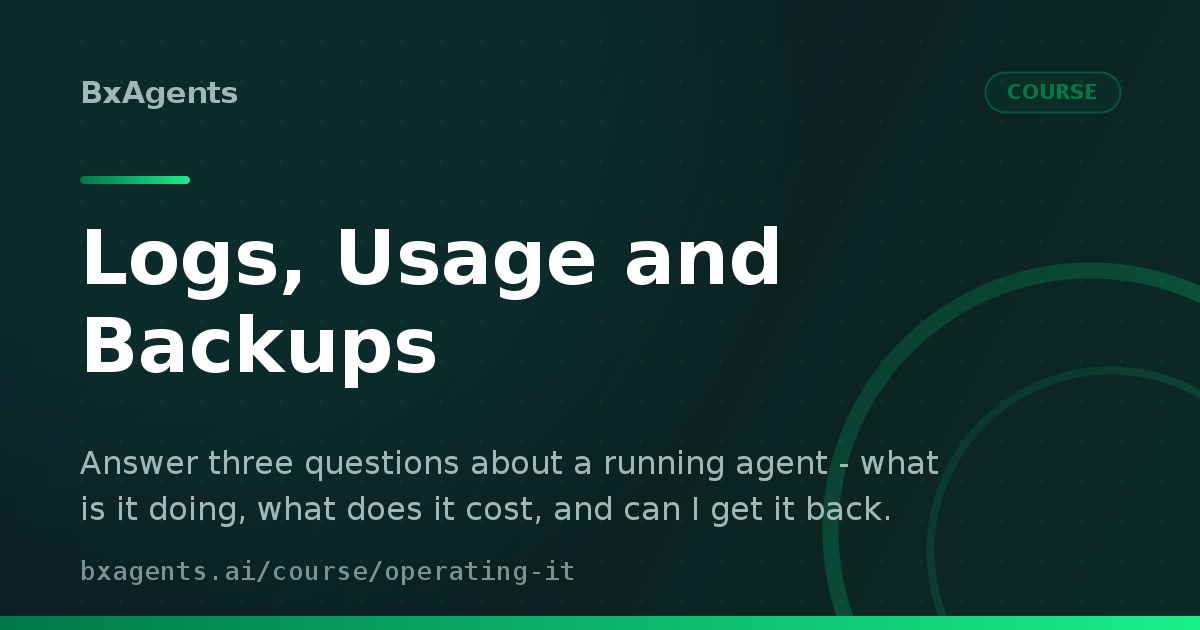 BxAgents
COURSE
Logs, Usage and
Backups
Answer three questions about a running agent - what
is it doing, what does it cost, and can I get it back.
bxagents.ai/course/operating-it